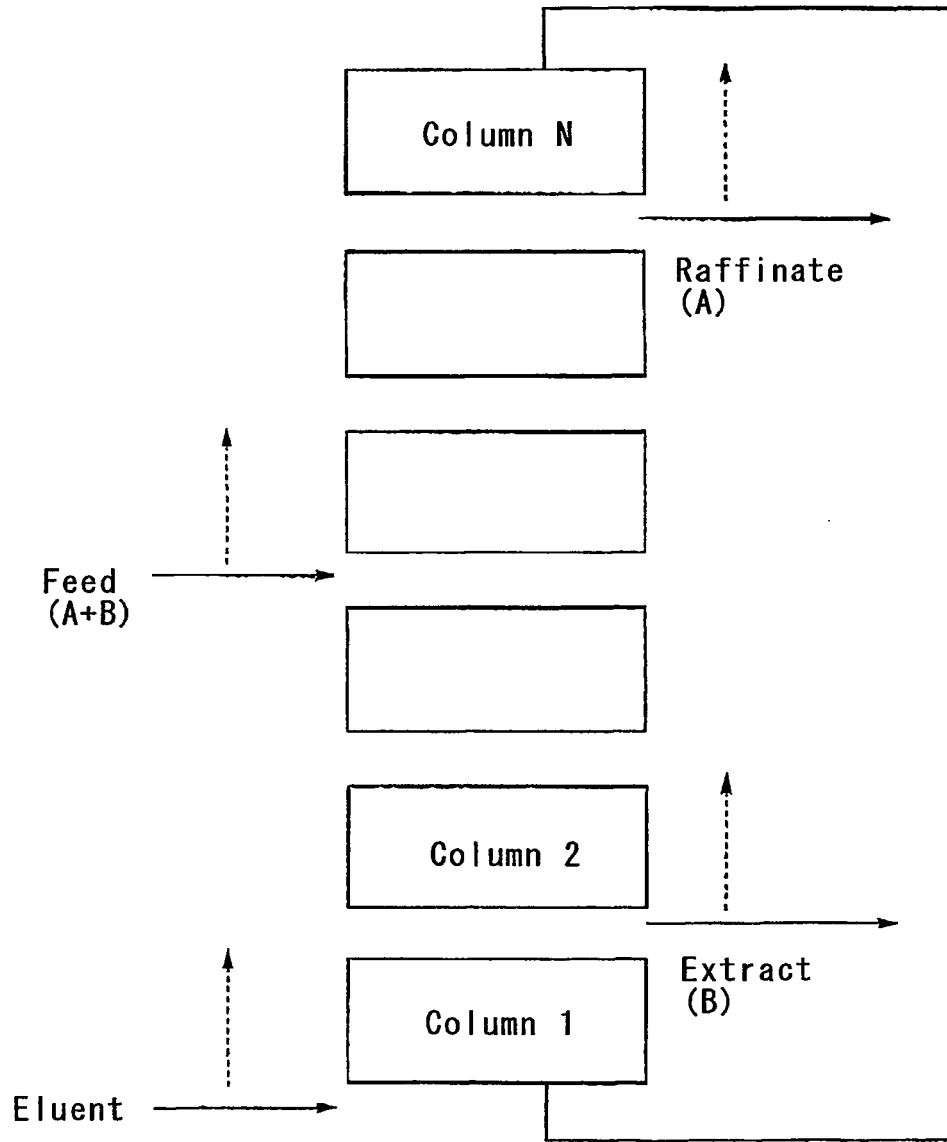 Column N
Raffinate
(A)
Feed
(A+B)
Column 2
Extract
(B)
Column 1
Eluent